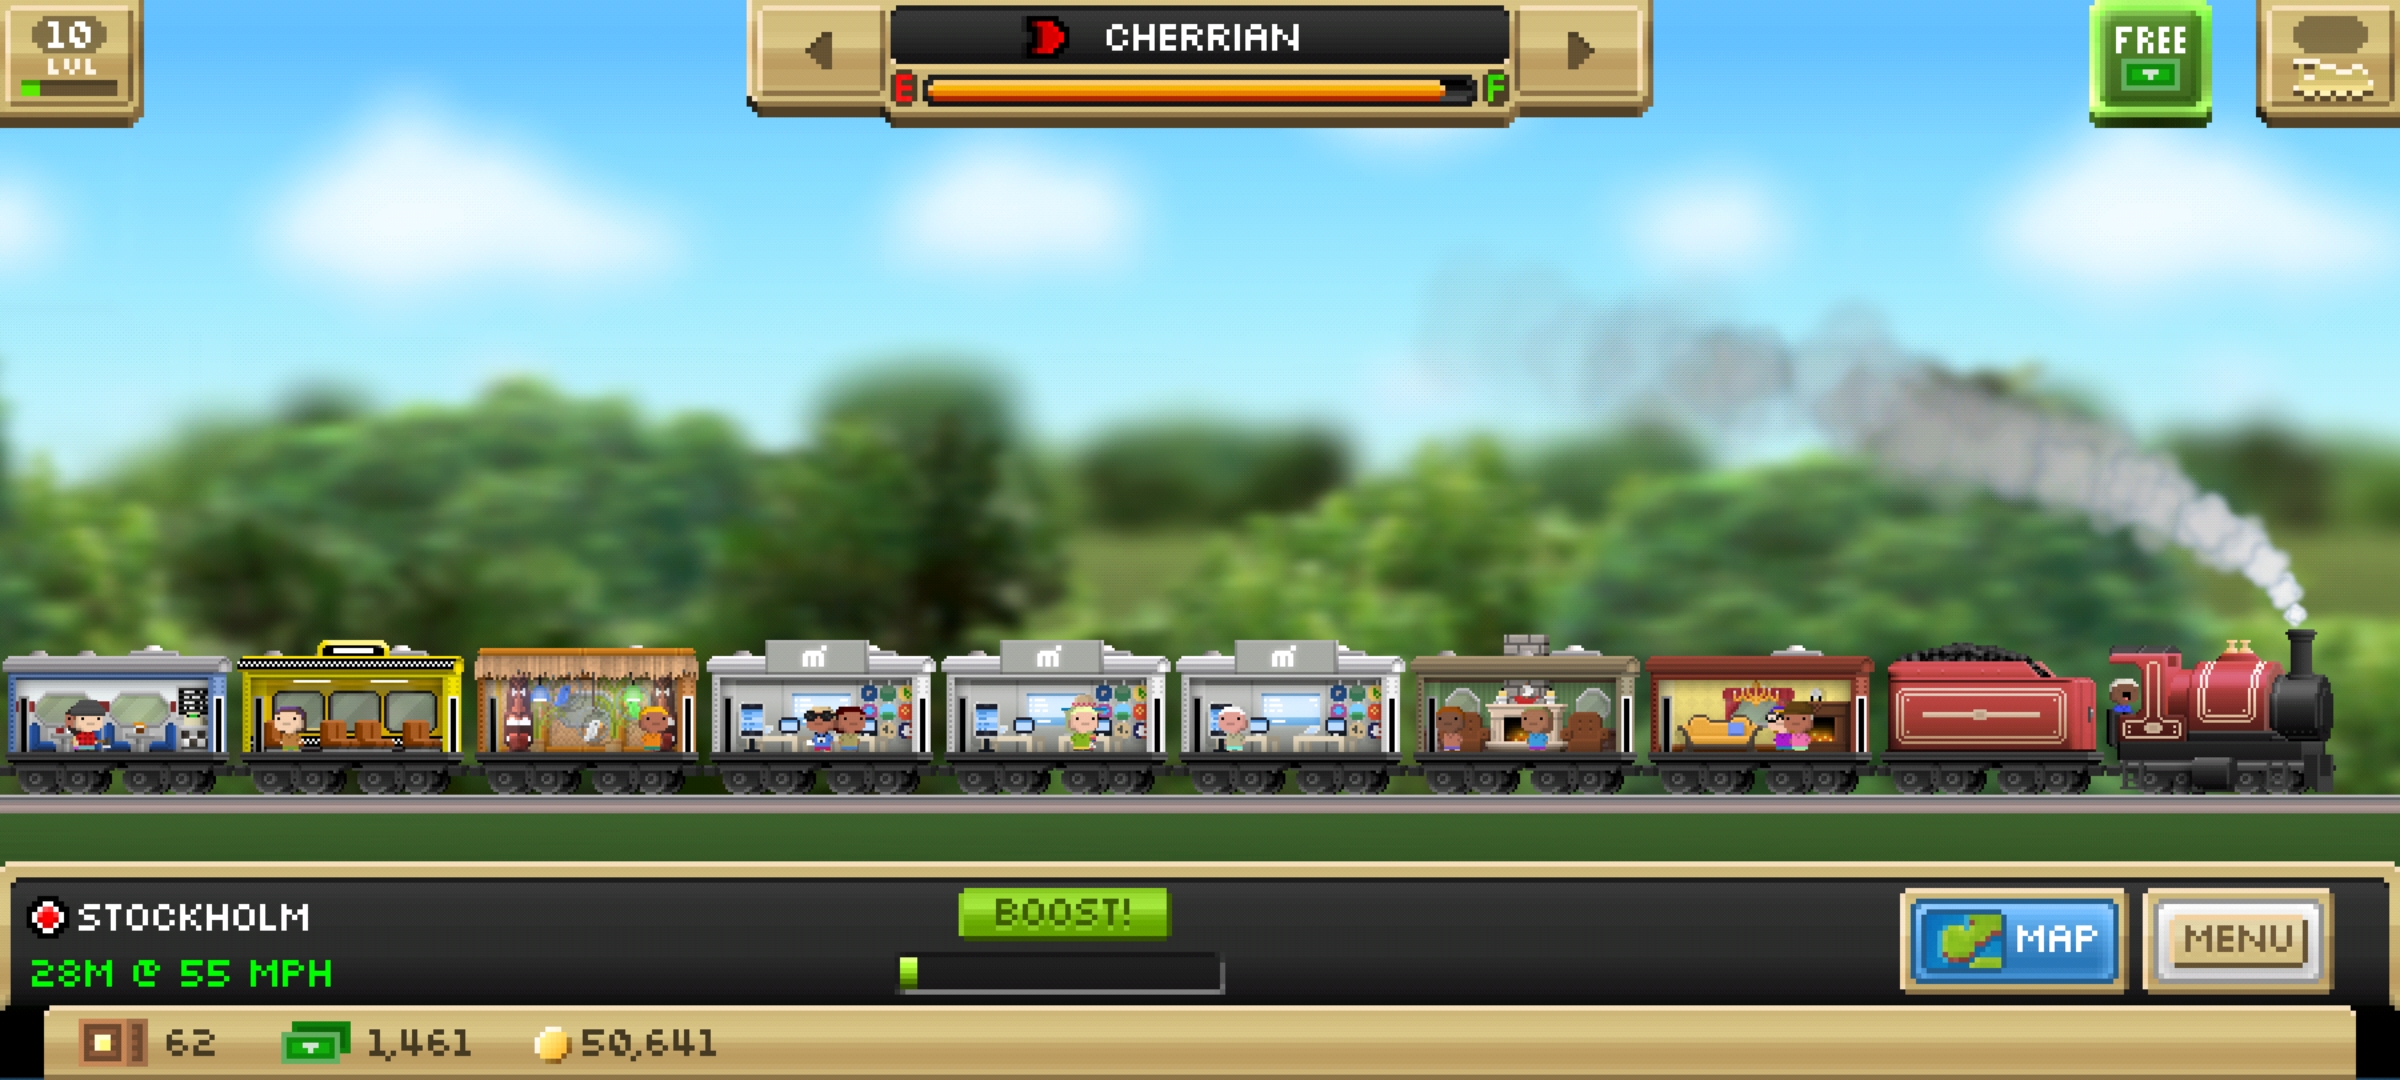 10
LVL
CHERRIAN
E
F
FREE
m
m
m
STOCKHOLM
28M @ 55 MPH
BOOST!
MAP
MENU
62
1,461
50,641